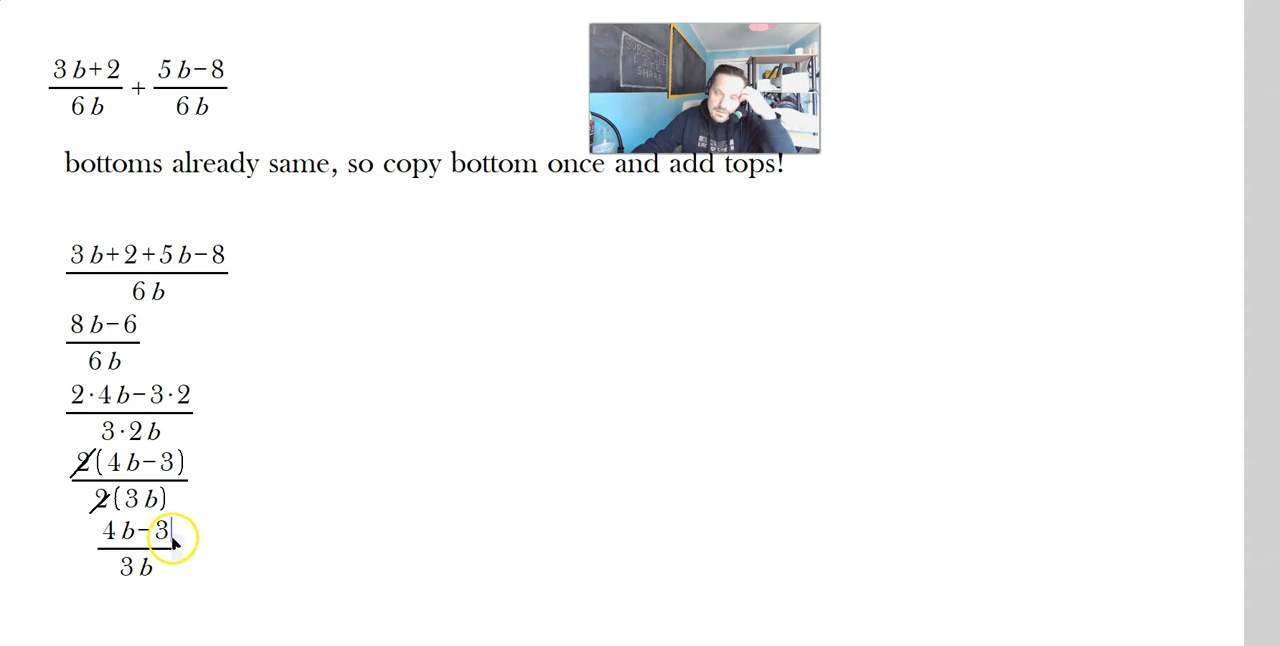 3b+2/6b + 5b−8/6b
bottoms already same, so copy bottom once and add tops!
3b+2+5b−8/6b
8b−6/6b
2·4b−3·2/3·2b
2(4b−3)/2(3b)
4b−3/3b